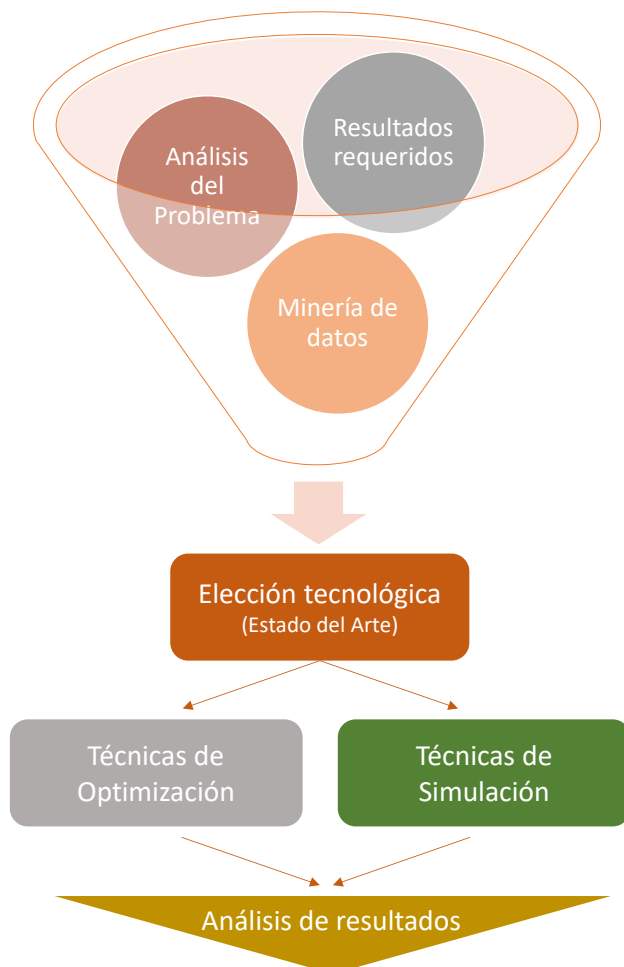 Resultados
requeridos
Análisis
del
Problema
Minería de
datos
Elección tecnológica
(Estado del Arte)
Técnicas de
Optimización
Técnicas de
Simulación
Análisis de resultados